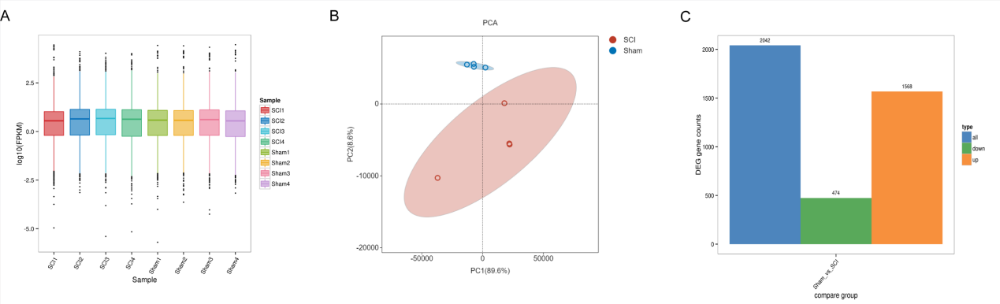 A
log10(FPKM)
2.5
0.0
-2.5
-5.0
SCI1
SCI2
SCI3
SCI4
Sham1
Sham2
Sham3
Sham4
Sample
Sample
SCI1
SCI2
SCI3
SCI4
Sham1
Sham2
Sham3
Sham4
B
PCA
PC2(8.6%)
0
-10000
-20000
-50000
0
50000
PC1(89.6%)
SCI
Sham
C
DEG gene counts
2000
1500
1000
500
0
2042
474
1568
Sham_vs_SCI
compare group
type
all
down
up